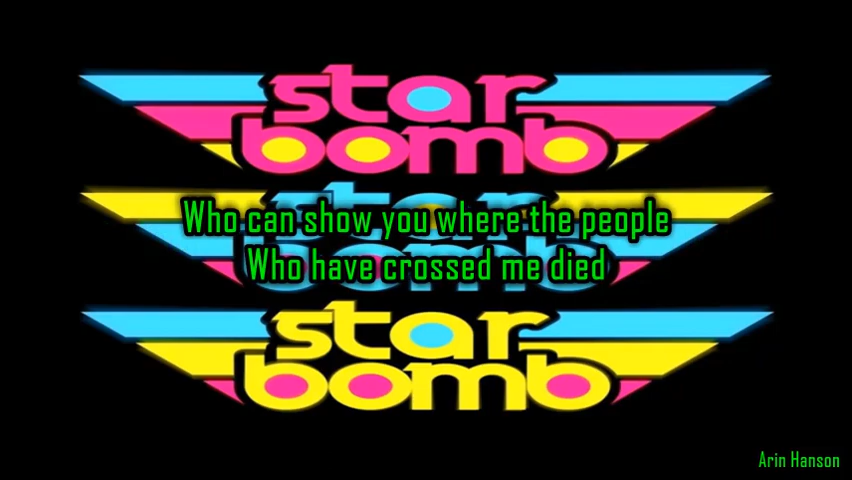 star
bomb
star
Who can show you where the people
bomb
Who have crossed me died
star
bomb
Arin Hanson